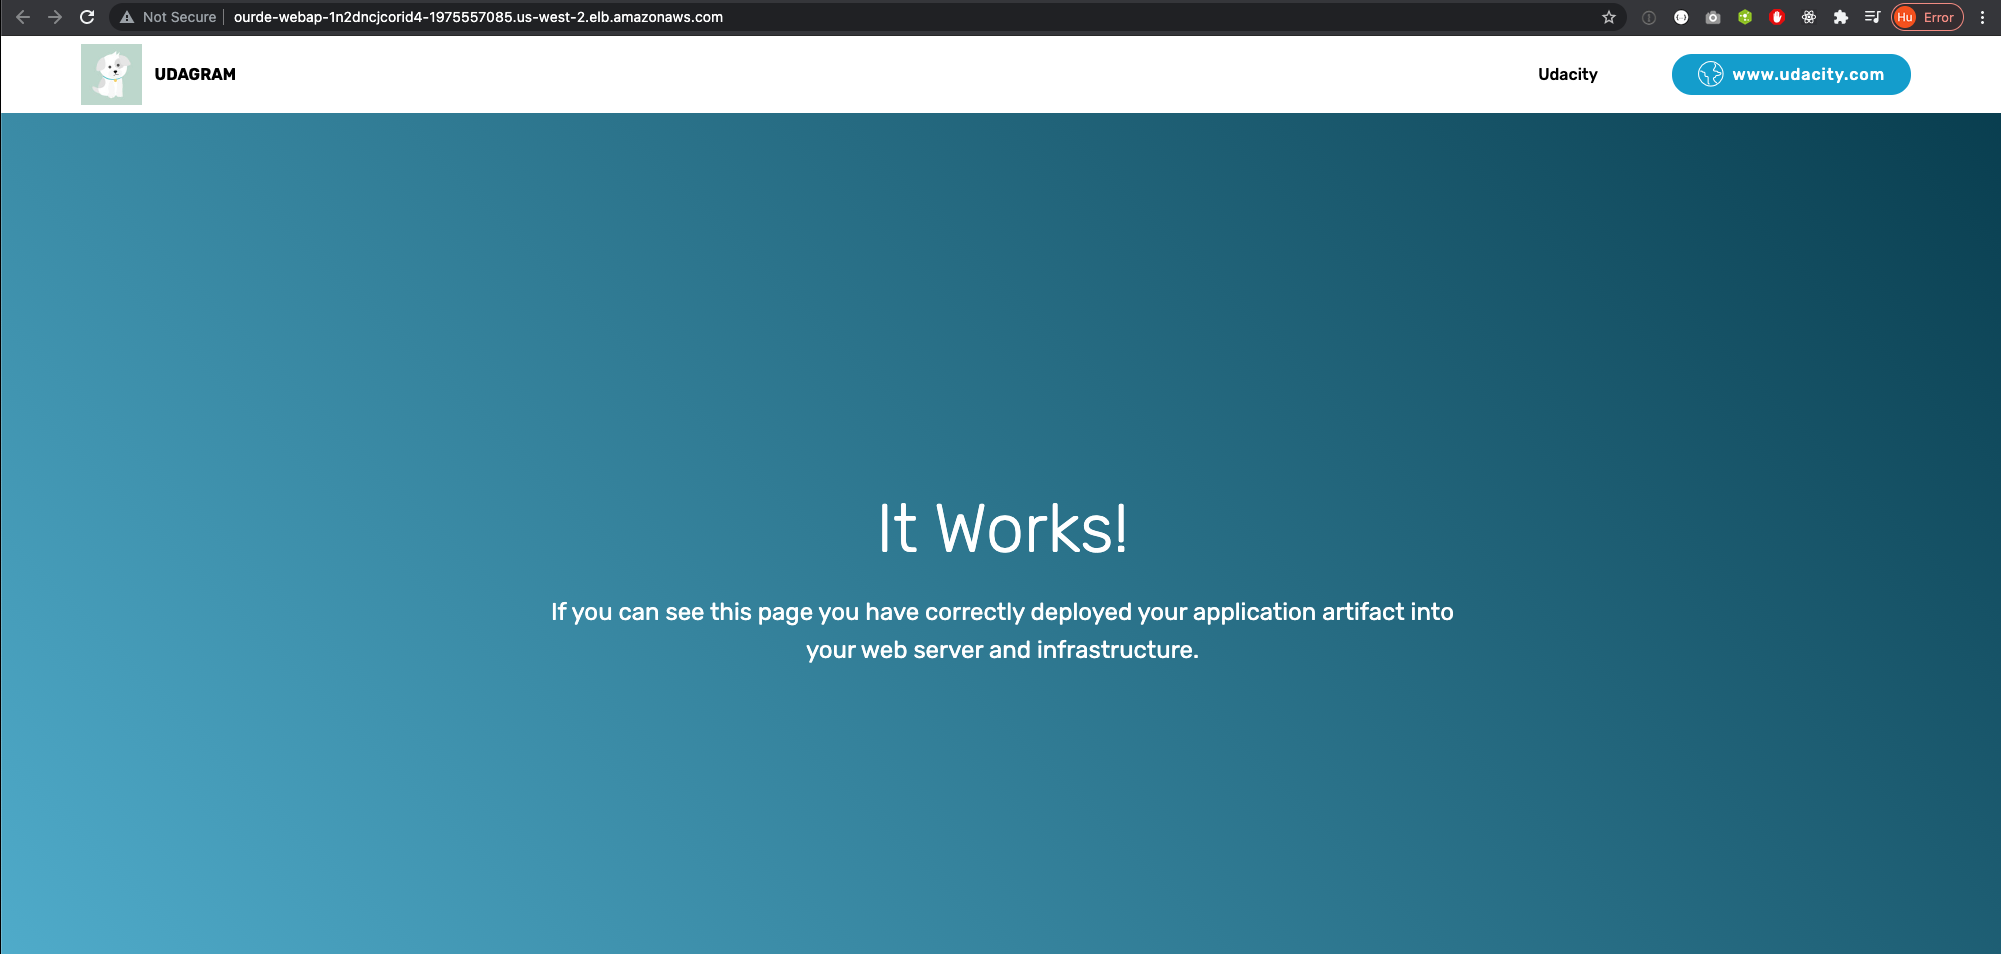 Not Secure ourde-webap-1n2dncjcorid4-1975557085.us-west-2.elb.amazonaws.com Hu Error
UDAGRAM Udacity www.udacity.com
It Works!
If you can see this page you have correctly deployed your application artifact into
your web server and infrastructure.